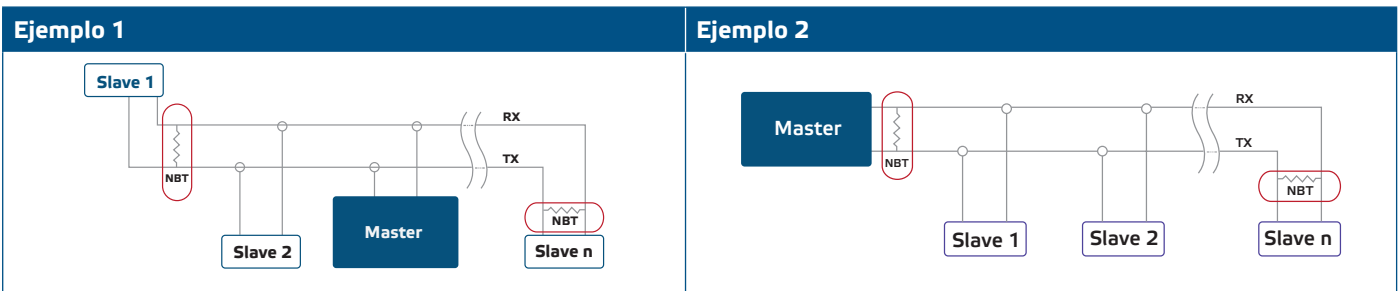 Ejemplo 1
Slave 1
RX
TX
NBT
NBT
Slave 2
Master
Slave n
Ejemplo 2
Master
RX
TX
NBT
NBT
Slave 1
Slave 2
Slave n